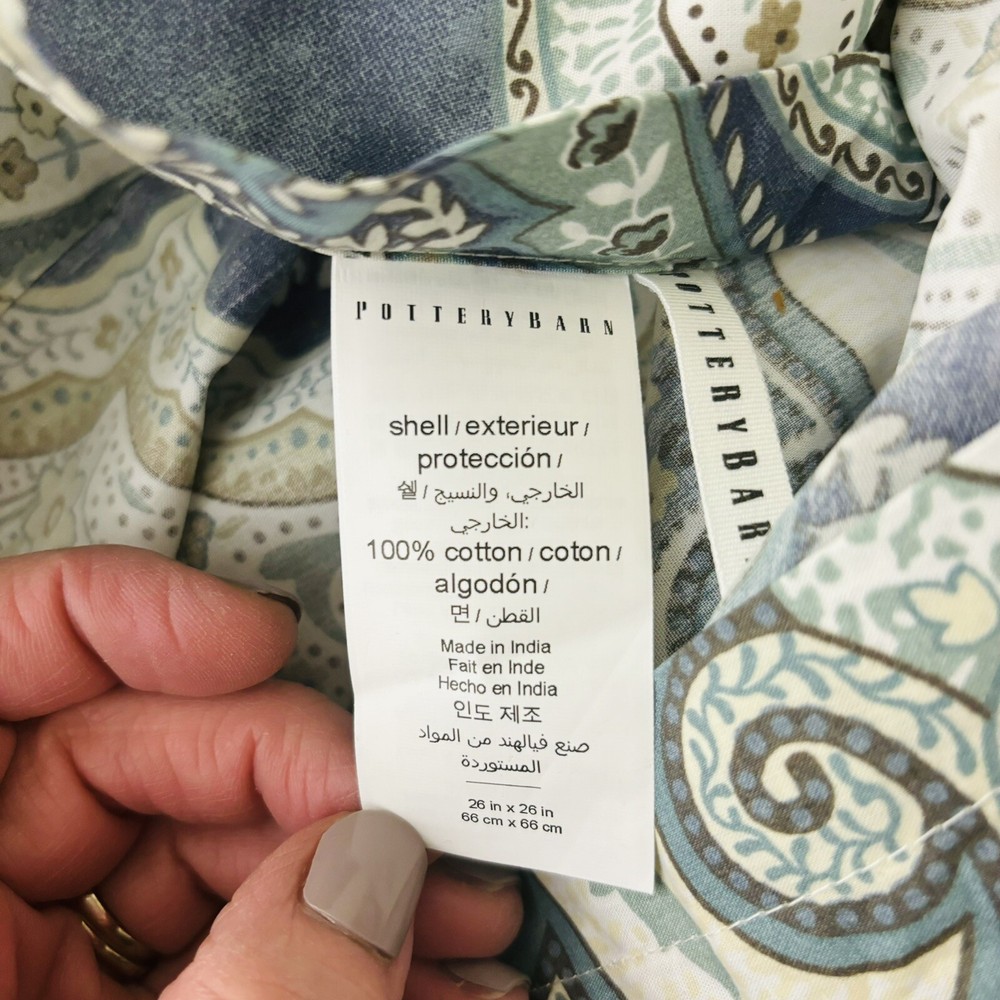 POTTERYBARN
shell / exterieur /
protección /
쉘 / الخارجي، والنسيج
الخارجي:
100% cotton / coton /
algodón /
면 / القطن
Made in India
Fait en Inde
Hecho en India
인도 제조
صنع فيالهند من المواد
المستوردة
26 in x 26 in
66 cm x 66 cm
POTTERYBAR